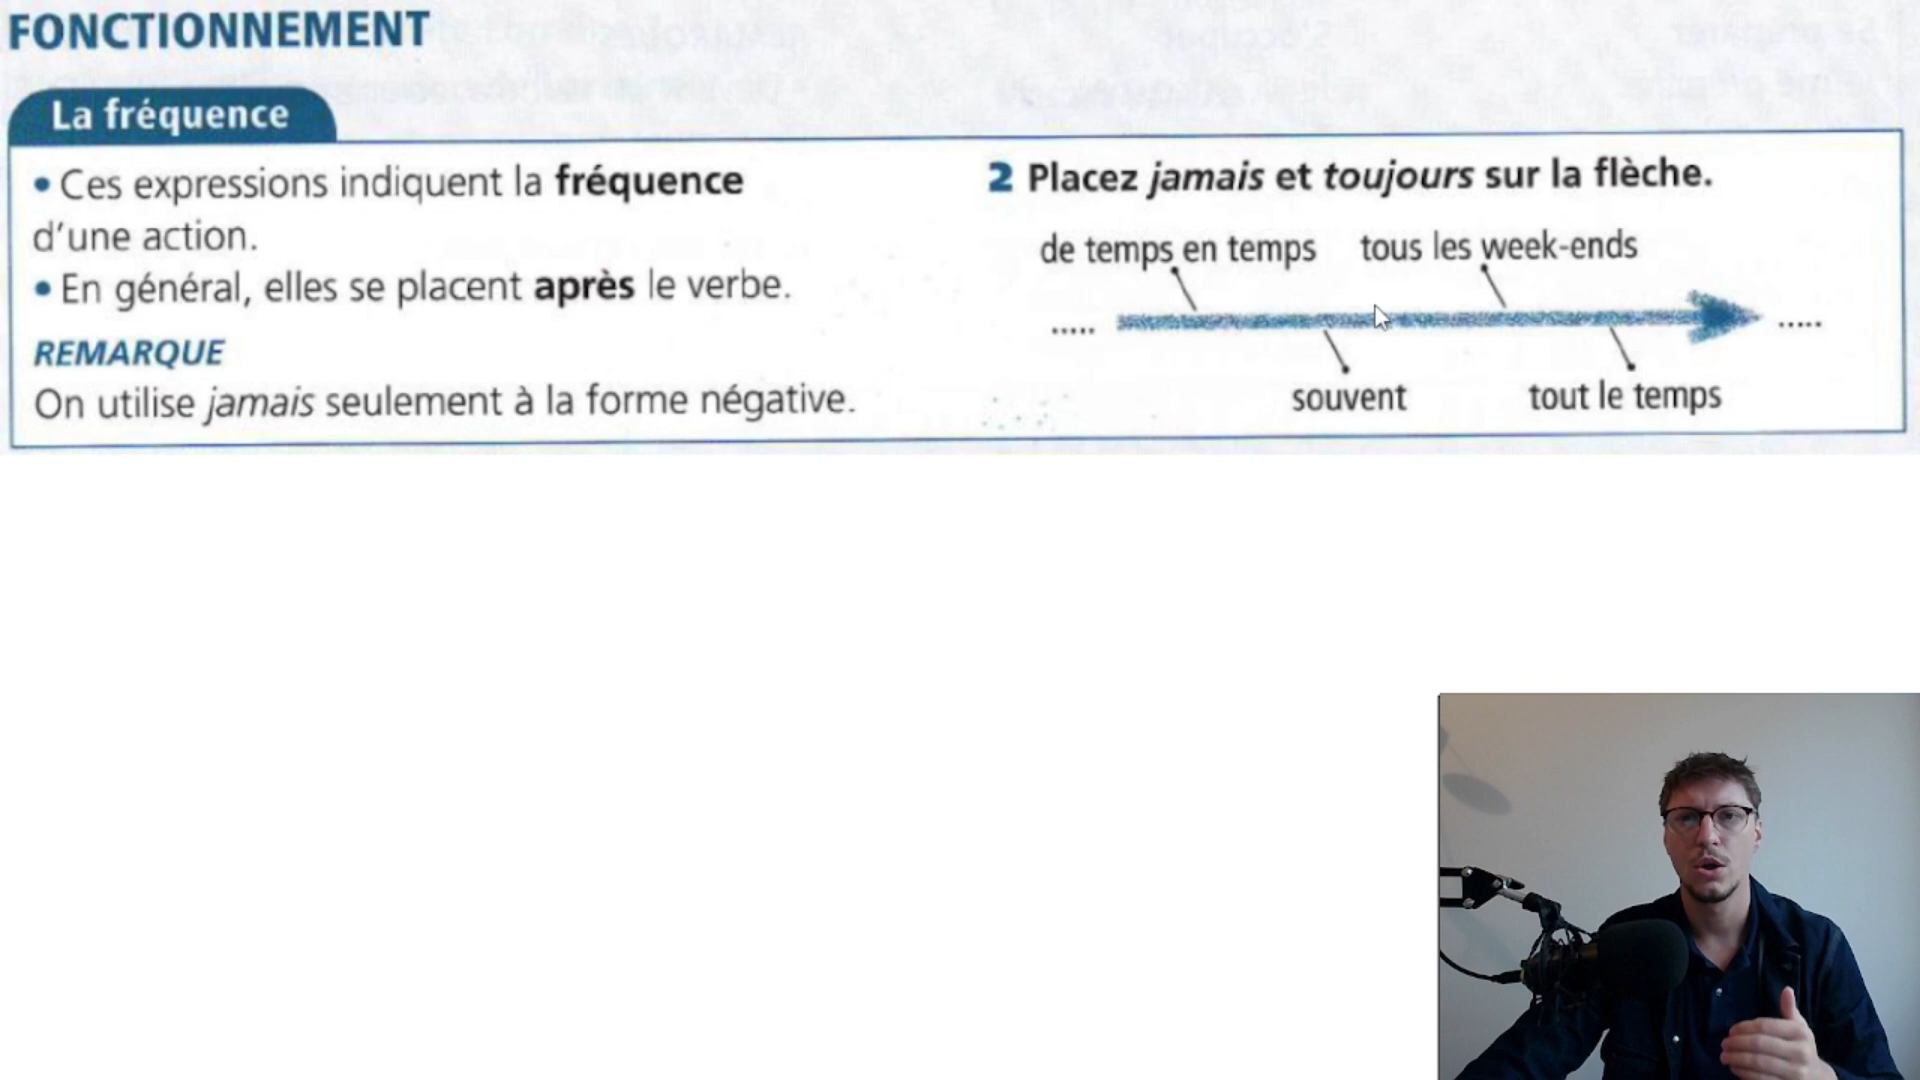 FONCTIONNEMENT
La fréquence
• Ces expressions indiquent la fréquence
d'une action.
• En général, elles se placent après le verbe.
REMARQUE
On utilise jamais seulement à la forme négative.
2 Placez jamais et toujours sur la flèche.
de temps en temps tous les week-ends
..... .....
souvent tout le temps